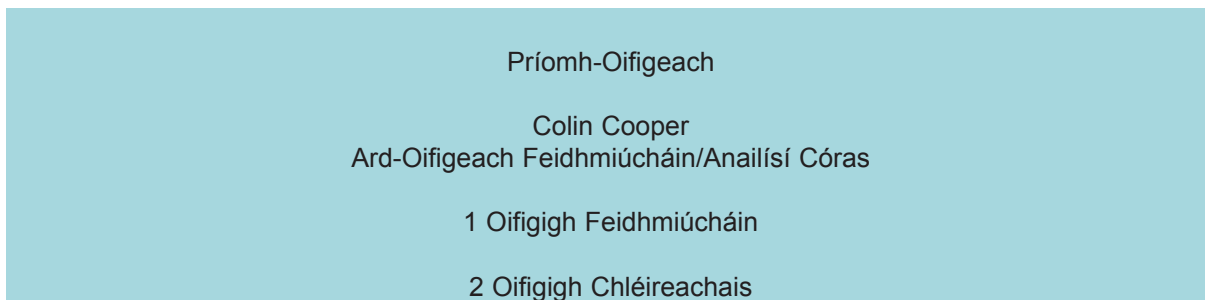 Príomh-Oifigeach
Colin Cooper
Ard-Oifigeach Feidhmiúcháin/Anailísí Córas
1 Oifigigh Feidhmiúcháin
2 Oifigigh Chléireachais